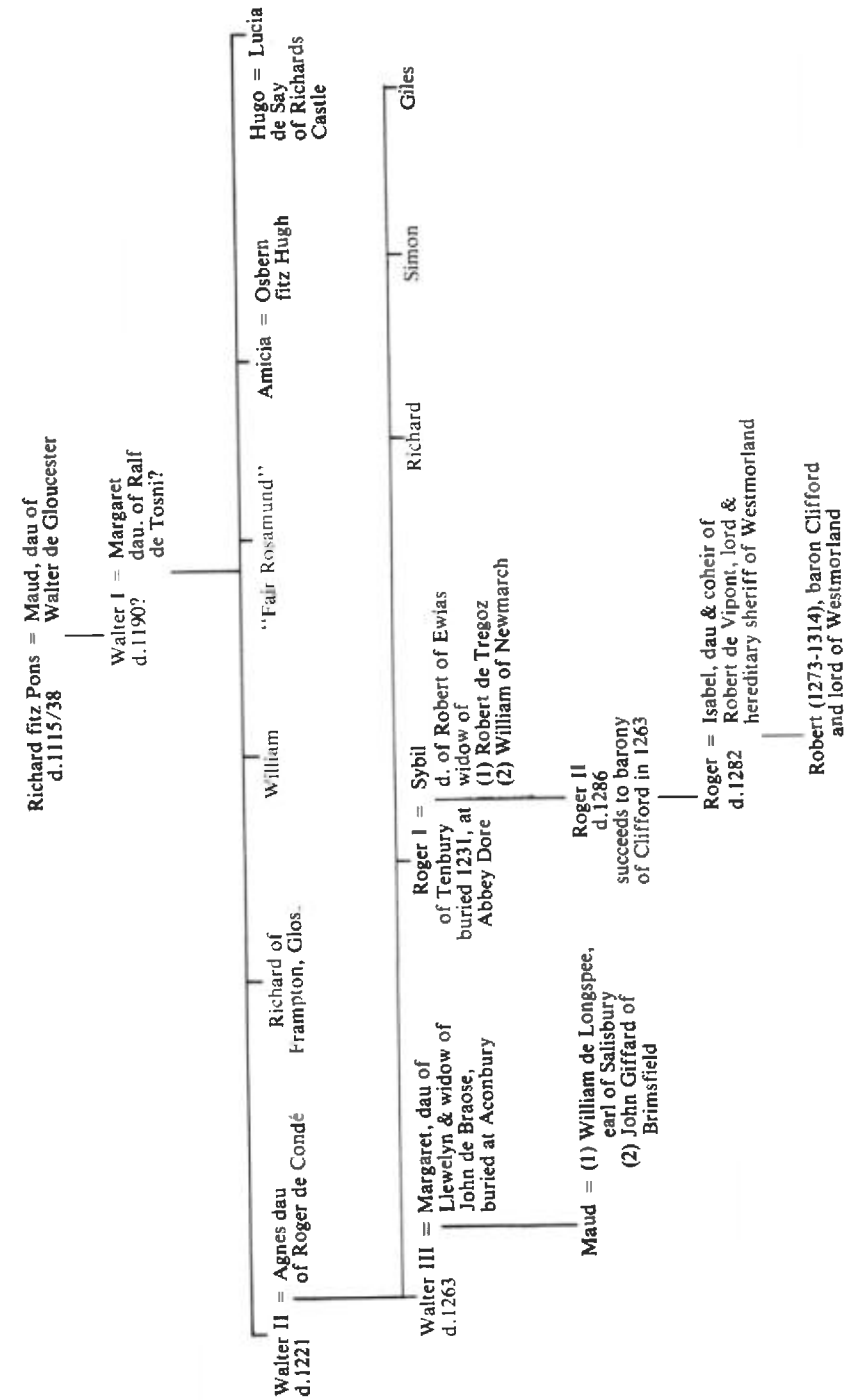 Richard fitz Pons = Maud, dau of
d.1115/38 Walter de Gloucester
Walter I = Margaret
d.1190? dau. of Ralf
de Tosni?
Walter II = Agnes dau
d.1221 of Roger de Condé
Richard of
Frampton, Glos.
William
"Fair Rosamund"
Amicia = Osbern
fitz Hugh
Hugo = Lucia
de Say
of Richards
Castle
Walter III = Margaret, dau of
d.1263 Llewelyn & widow of
John de Braose,
buried at Aconbury
Roger I = Sybil
of Tenbury d. of Robert of Ewias
buried 1231, at widow of
Abbey Dore (1) Robert de Tregoz
(2) William of Newmarch
Richard
Simon
Giles
Maud = (1) William de Longspee,
earl of Salisbury
(2) John Giffard of
Brimsfield
Roger II
d.1286
succeeds to barony
of Clifford in 1263
Roger = Isabel, dau & coheir of
d.1282 Robert de Vipont, lord &
hereditary sheriff of Westmorland
Robert (1273-1314), baron Clifford
and lord of Westmorland